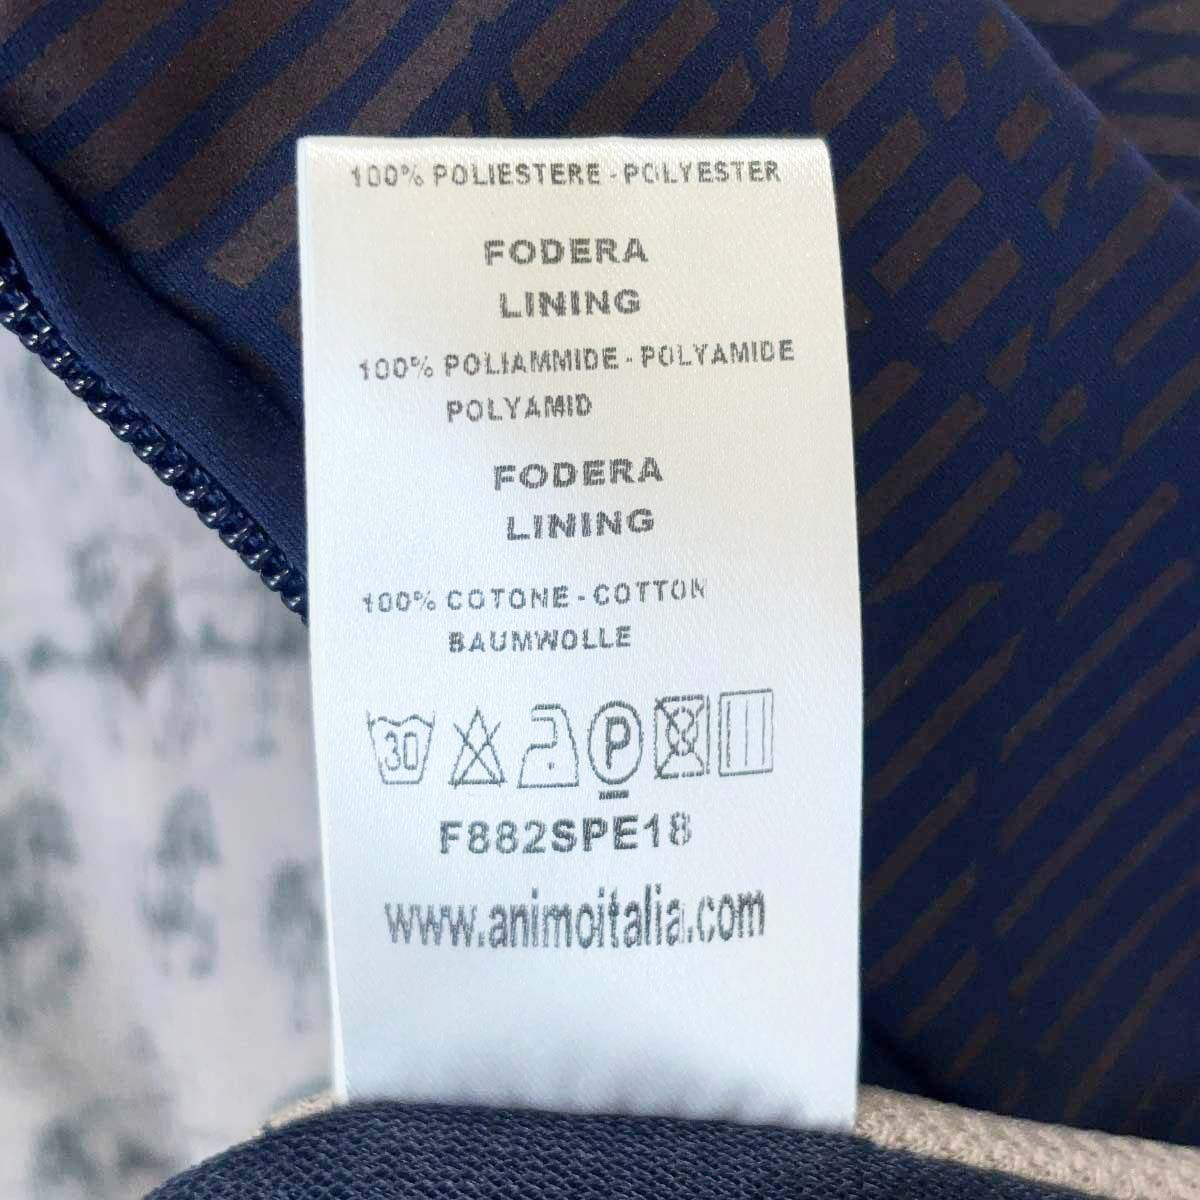 100% POLIESTERE - POLYESTER
FODERA
LINING
100% POLIAMMIDE - POLYAMIDE
POLYAMID
FODERA
LINING
100% COTONE - COTTON
BAUMWOLLE
30 P
F882SPE18
www.animoitalia.com